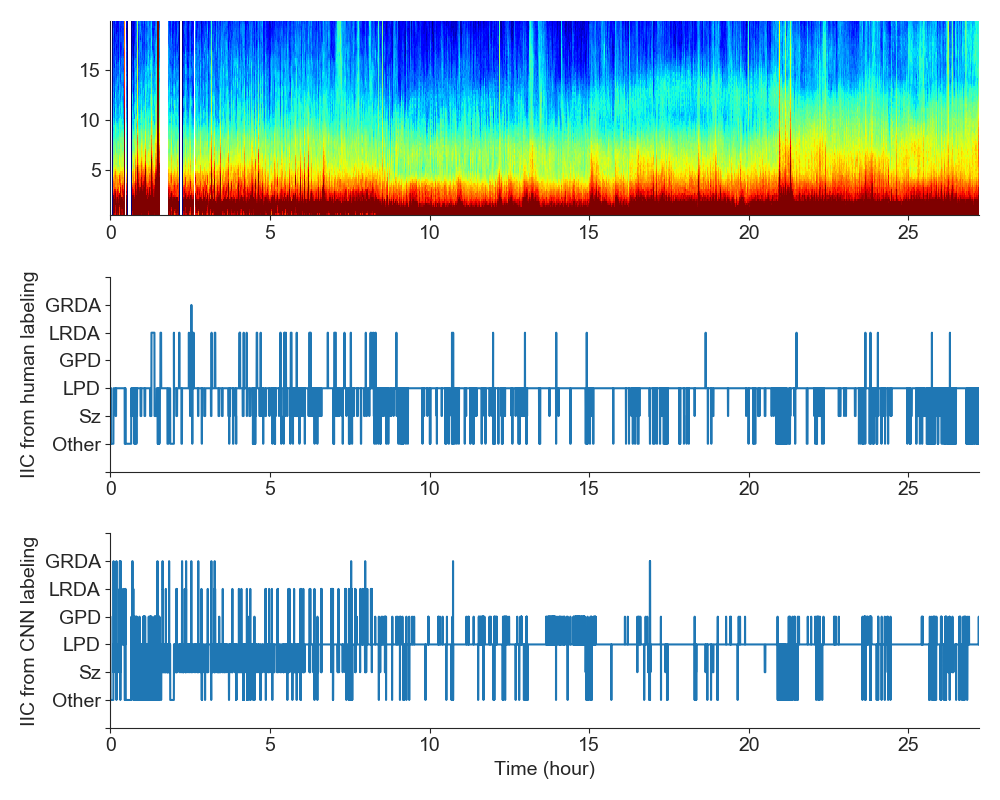 15
10
5
0 5 10 15 20 25
IIC from human labeling
GRDA
LRDA
GPD
LPD
Sz
Other
0 5 10 15 20 25
IIC from CNN labeling
GRDA
LRDA
GPD
LPD
Sz
Other
0 5 10 15 20 25
Time (hour)